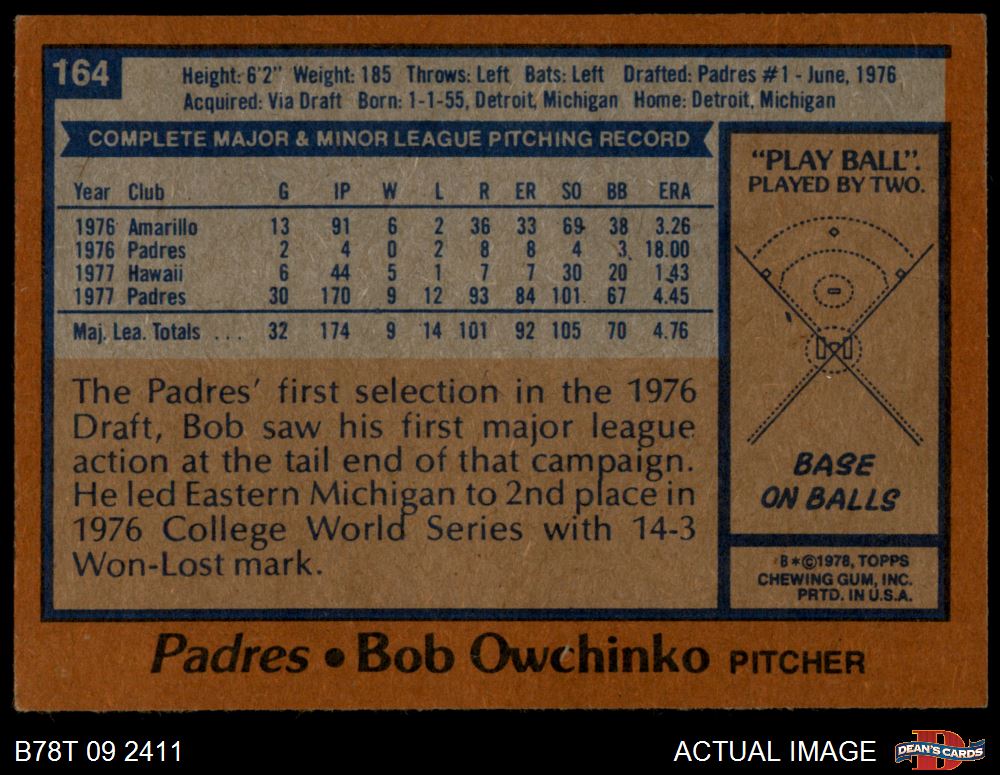 164
Height: 6'2" Weight: 185 Throws: Left Bats: Left Drafted: Padres #1 - June, 1976
Acquired: Via Draft Born: 1-1-55, Detroit, Michigan Home: Detroit, Michigan
COMPLETE MAJOR & MINOR LEAGUE PITCHING RECORD
Year Club G IP W L R ER SO BB ERA
1976 Amarillo 13 91 6 2 36 33 69 38 3.26
1976 Padres 2 4 0 2 8 8 4 3 18.00
1977 Hawaii 6 44 5 1 7 7 30 20 1.43
1977 Padres 30 170 9 12 93 84 101 67 4.45
Maj. Lea. Totals ... 32 174 9 14 101 92 105 70 4.76
The Padres' first selection in the 1976
Draft, Bob saw his first major league
action at the tail end of that campaign.
He led Eastern Michigan to 2nd place in
1976 College World Series with 14-3
Won-Lost mark.
"PLAY BALL".
PLAYED BY TWO.
BASE
ON BALLS
B*©1978, TOPPS
CHEWING GUM, INC.
PRTD. IN U.S.A.
Padres • Bob Owchinko PITCHER
B78T 09 2411
ACTUAL IMAGE
DEAN'S CARDS